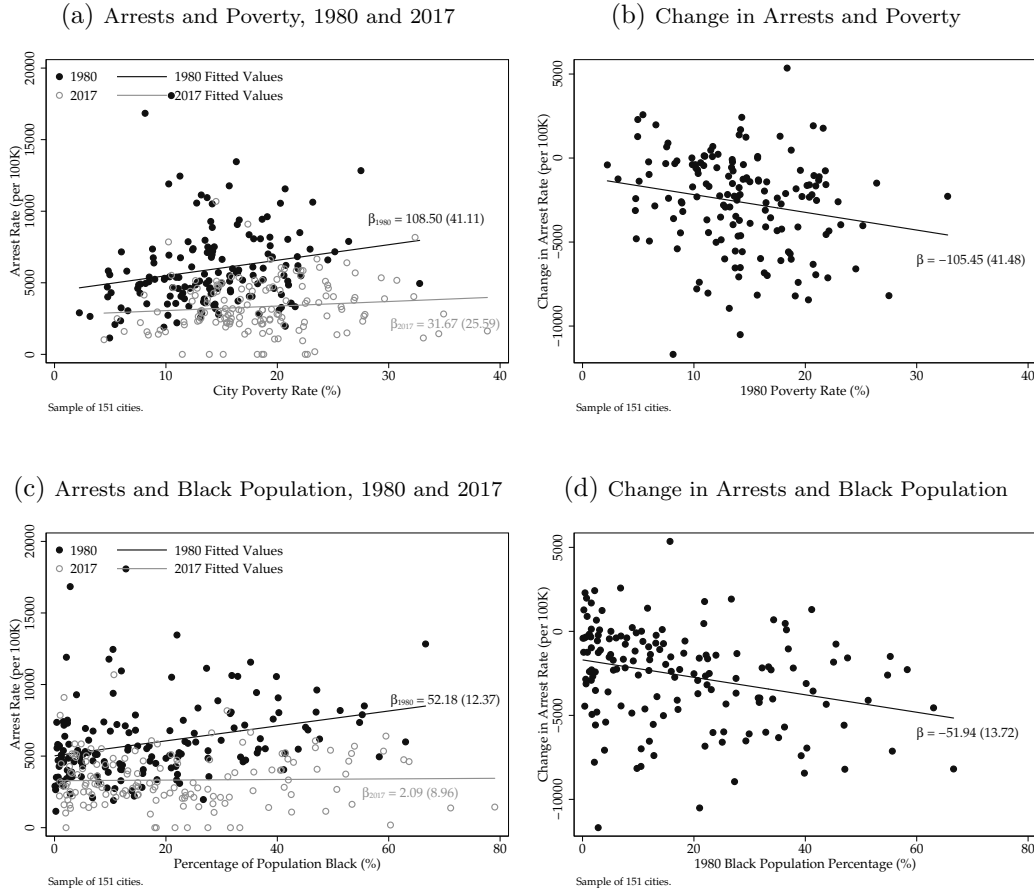 (a) Arrests and Poverty, 1980 and 2017
20000
15000
10000
5000
0
Arrest Rate (per 100K)
1980
1980 Fitted Values
2017
2017 Fitted Values
β1980 = 108.50 (41.11)
β2017 = 31.67 (25.59)
0 10 20 30 40
City Poverty Rate (%)
Sample of 151 cities.
(b) Change in Arrests and Poverty
5000
0
−5000
−10000
Change in Arrest Rate (per 100K)
β = −105.45 (41.48)
0 10 20 30 40
1980 Poverty Rate (%)
Sample of 151 cities.
(c) Arrests and Black Population, 1980 and 2017
20000
15000
10000
5000
0
Arrest Rate (per 100K)
1980
1980 Fitted Values
2017
2017 Fitted Values
β1980 = 52.18 (12.37)
β2017 = 2.09 (8.96)
0 20 40 60 80
Percentage of Population Black (%)
Sample of 151 cities.
(d) Change in Arrests and Black Population
5000
0
−5000
−10000
Change in Arrest Rate (per 100K)
β = −51.94 (13.72)
0 20 40 60 80
1980 Black Population Percentage (%)
Sample of 151 cities.